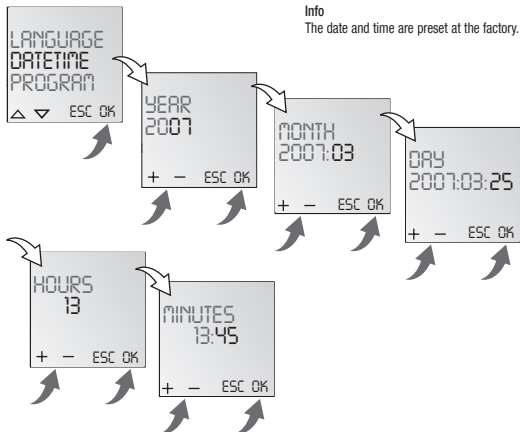 Info
The date and time are preset at the factory.
LANGUAGE
DATETIME
PROGRAM
ESC OK
YEAR
2007
+ − ESC OK
MONTH
2007:03
+ − ESC OK
DAY
2007:03:25
+ − ESC OK
HOURS
13
+ − ESC OK
MINUTES
13:45
+ − ESC OK